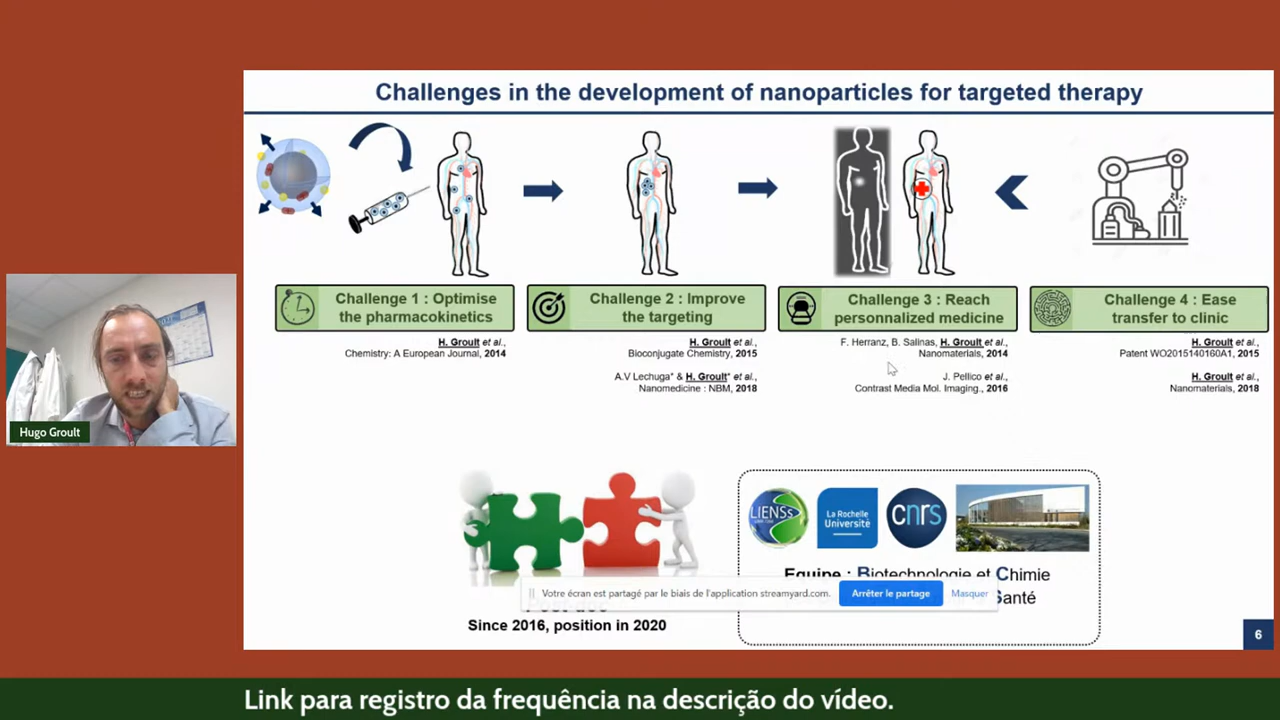 Challenges in the development of nanoparticles for targeted therapy
Challenge 1 : Optimise
the pharmacokinetics
H. Groult et al.,
Chemistry: A European Journal, 2014
Challenge 2 : Improve
the targeting
H. Groult et al.,
Bioconjugate Chemistry, 2015
A.V Lechuga* & H. Groult* et al.,
Nanomedicine : NBM, 2018
Challenge 3 : Reach
personnalized medicine
F. Herranz, B. Salinas, H. Groult et al.,
Nanomaterials, 2014
J. Pellico et al.,
Contrast Media Mol. Imaging., 2016
Challenge 4 : Ease
transfer to clinic
H. Groult et al.,
Patent WO2015140160A1, 2015
H. Groult et al.,
Nanomaterials, 2018
Hugo Groult
LIENSs
La Rochelle
Université
cnrs
Equipe : Biotechnologie et Chimie
Santé
Votre écran est partagé par le biais de l'application streamyard.com.
Arrêter le partage
Masquer
Since 2016, position in 2020
6
Link para registro da frequência na descrição do vídeo.